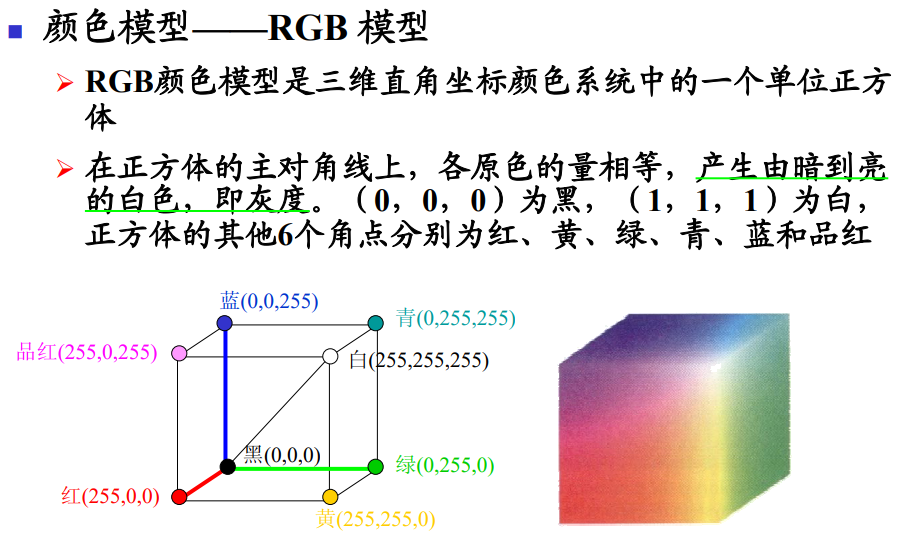 颜色模型——RGB 模型
RGB颜色模型是三维直角坐标颜色系统中的一个单位正方
体
在正方体的主对角线上，各原色的量相等，产生由暗到亮
的白色，即灰度。（0，0，0）为黑，（1，1，1）为白，
正方体的其他6个角点分别为红、黄、绿、青、蓝和品红
蓝(0,0,255)
青(0,255,255)
品红(255,0,255)
白(255,255,255)
黑(0,0,0)
绿(0,255,0)
红(255,0,0)
黄(255,255,0)